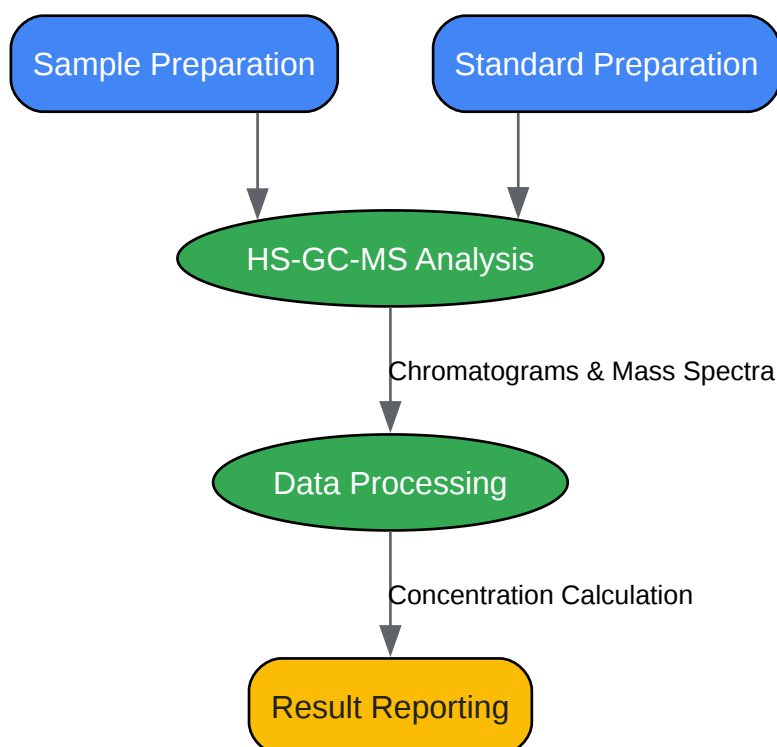 Sample Preparation
Standard Preparation
HS-GC-MS Analysis
Chromatograms & Mass Spectra
Data Processing
Concentration Calculation
Result Reporting